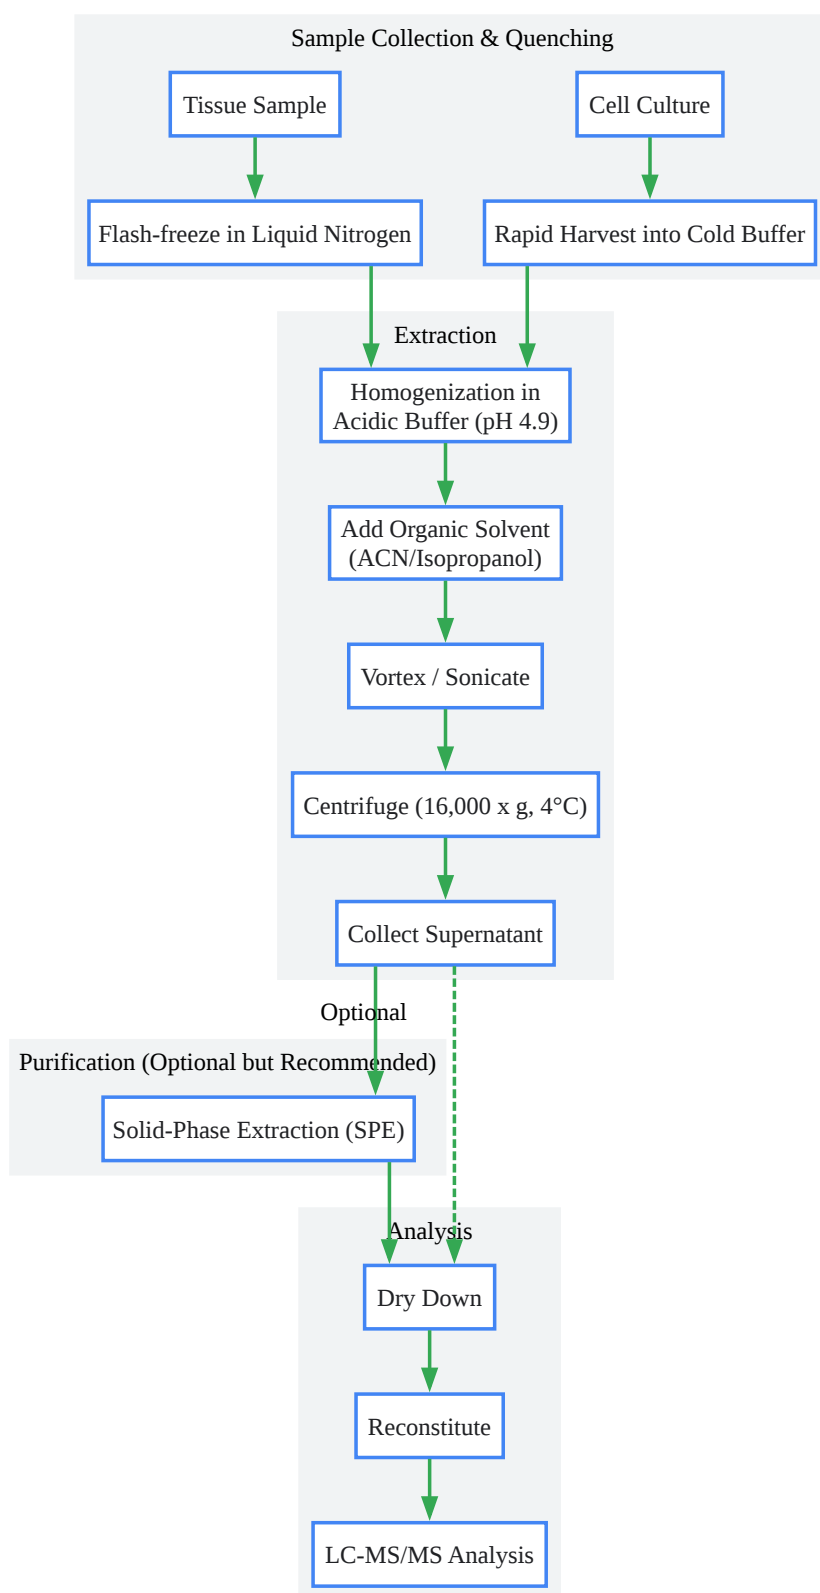 Sample Collection & Quenching
Tissue Sample
Cell Culture
Flash-freeze in Liquid Nitrogen
Rapid Harvest into Cold Buffer
Extraction
Homogenization in
Acidic Buffer (pH 4.9)
Add Organic Solvent
(ACN/Isopropanol)
Vortex / Sonicate
Centrifuge (16,000 x g, 4°C)
Collect Supernatant
Optional
Purification (Optional but Recommended)
Solid-Phase Extraction (SPE)
Analysis
Dry Down
Reconstitute
LC-MS/MS Analysis